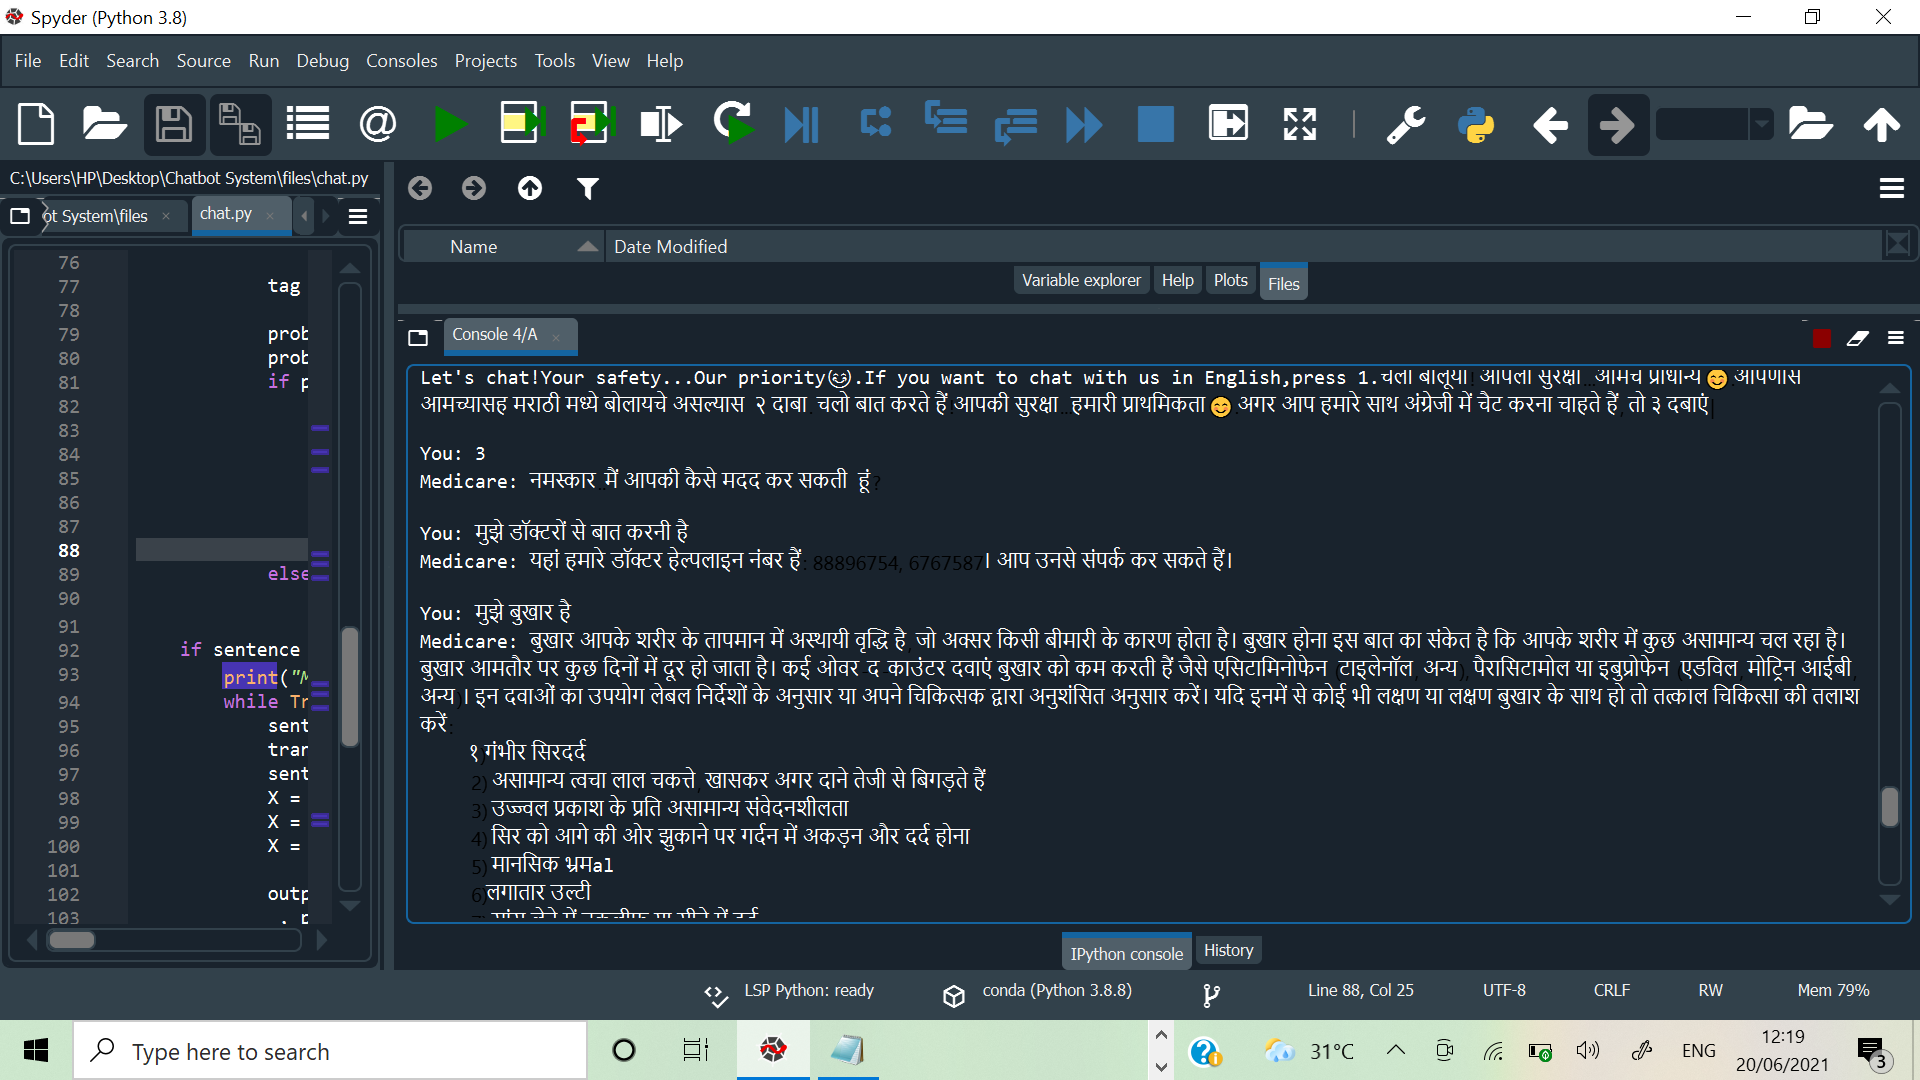 Spyder (Python 3.8)
File Edit Search Source Run Debug Consoles Projects Tools View Help
C:\Users\HP\Desktop\Chatbot System\files\chat.py
ot System\files
chat.py
76
77 tag
78
79 prob
80 prob
81 if p
82
83
84
85
86
87
88
89 else
90
91
92 if sentence
93 print("M
94 while Tr
95 sent
96 tran
97 sent
98 X =
99 X =
100 X =
101
102 outp
103 , p
Name Date Modified
Variable explorer Help Plots Files
Console 4/A
Let's chat!Your safety...Our priority😊.If you want to chat with us in English,press 1.चला बोलूया! आपली सुरक्षा...आमचे प्राधान्य 😊.आपणास
आमच्यासह मराठी मध्ये बोलायचे असल्यास २ दाबा. चलो बात करते हैं!आपकी सुरक्षा...हमारी प्राथमिकता 😊.अगर आप हमारे साथ अंग्रेजी में चैट करना चाहते हैं, तो ३ दबाएं|
You: 3
Medicare: नमस्कार..मैं आपकी कैसे मदद कर सकती हूं?
You: मुझे डॉक्टरों से बात करनी है
Medicare: यहां हमारे डॉक्टर हेल्पलाइन नंबर हैं: 88896754, 6767587। आप उनसे संपर्क कर सकते हैं।
You: मुझे बुखार है
Medicare: बुखार आपके शरीर के तापमान में अस्थायी वृद्धि है, जो अक्सर किसी बीमारी के कारण होता है। बुखार होना इस बात का संकेत है कि आपके शरीर में कुछ असामान्य चल रहा है।
बुखार आमतौर पर कुछ दिनों में दूर हो जाता है। कई ओवर-द-काउंटर दवाएं बुखार को कम करती हैं जैसे एसिटामिनोफेन (टाइलेनॉल, अन्य), पैरासिटामोल या इबुप्रोफेन (एडविल, मोट्रिन आईबी,
अन्य)। इन दवाओं का उपयोग लेबल निर्देशों के अनुसार या अपने चिकित्सक द्वारा अनुशंसित अनुसार करें। यदि इनमें से कोई भी लक्षण या लक्षण बुखार के साथ हो तो तत्काल चिकित्सा की तलाश
करें:
१)गंभीर सिरदर्द
2) असामान्य त्वचा लाल चकत्ते, खासकर अगर दाने तेजी से बिगड़ते हैं
3) उज्ज्वल प्रकाश के प्रति असामान्य संवेदनशीलता
4) सिर को आगे की ओर झुकाने पर गर्दन में अकड़न और दर्द होना
5) मानसिक भ्रमal
6)लगातार उल्टी
7) सांस लेने में तकलीफ या सीने में दर्द
IPython console History
LSP Python: ready conda (Python 3.8.8) Line 88, Col 25 UTF-8 CRLF RW Mem 79%
Type here to search
31°C ENG 12:19
20/06/2021
3